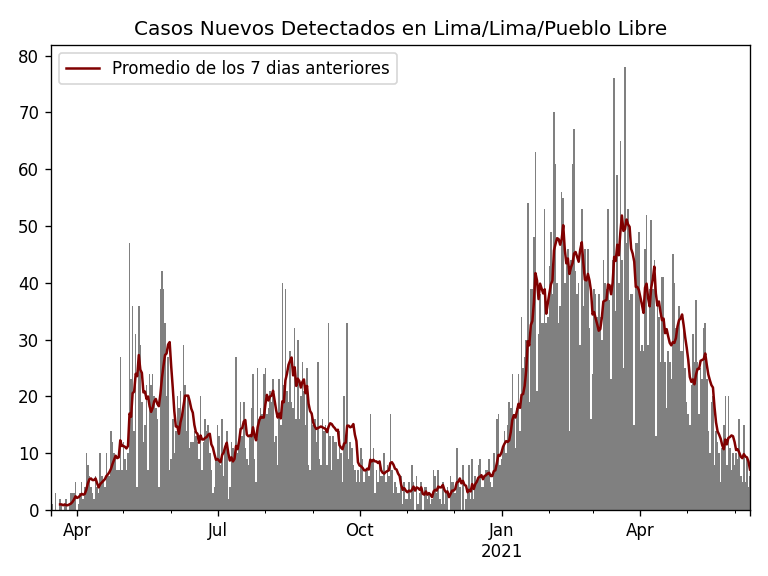 Casos Nuevos Detectados en Lima/Lima/Pueblo Libre
Promedio de los 7 dias anteriores
80
70
60
50
40
30
20
10
0
Apr
Jul
Oct
Jan
2021
Apr